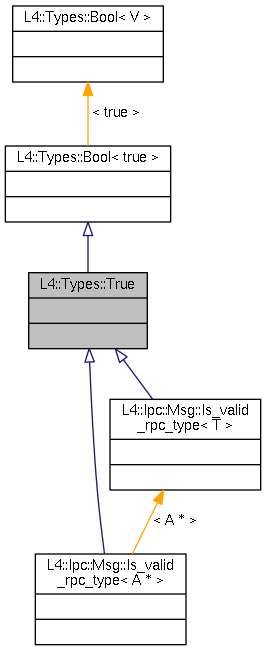 L4::Types::Bool< V >
< true >
L4::Types::Bool< true >
L4::Types::True
L4::Ipc::Msg::Is_valid
_rpc_type< T >
< A * >
L4::Ipc::Msg::Is_valid
_rpc_type< A * >